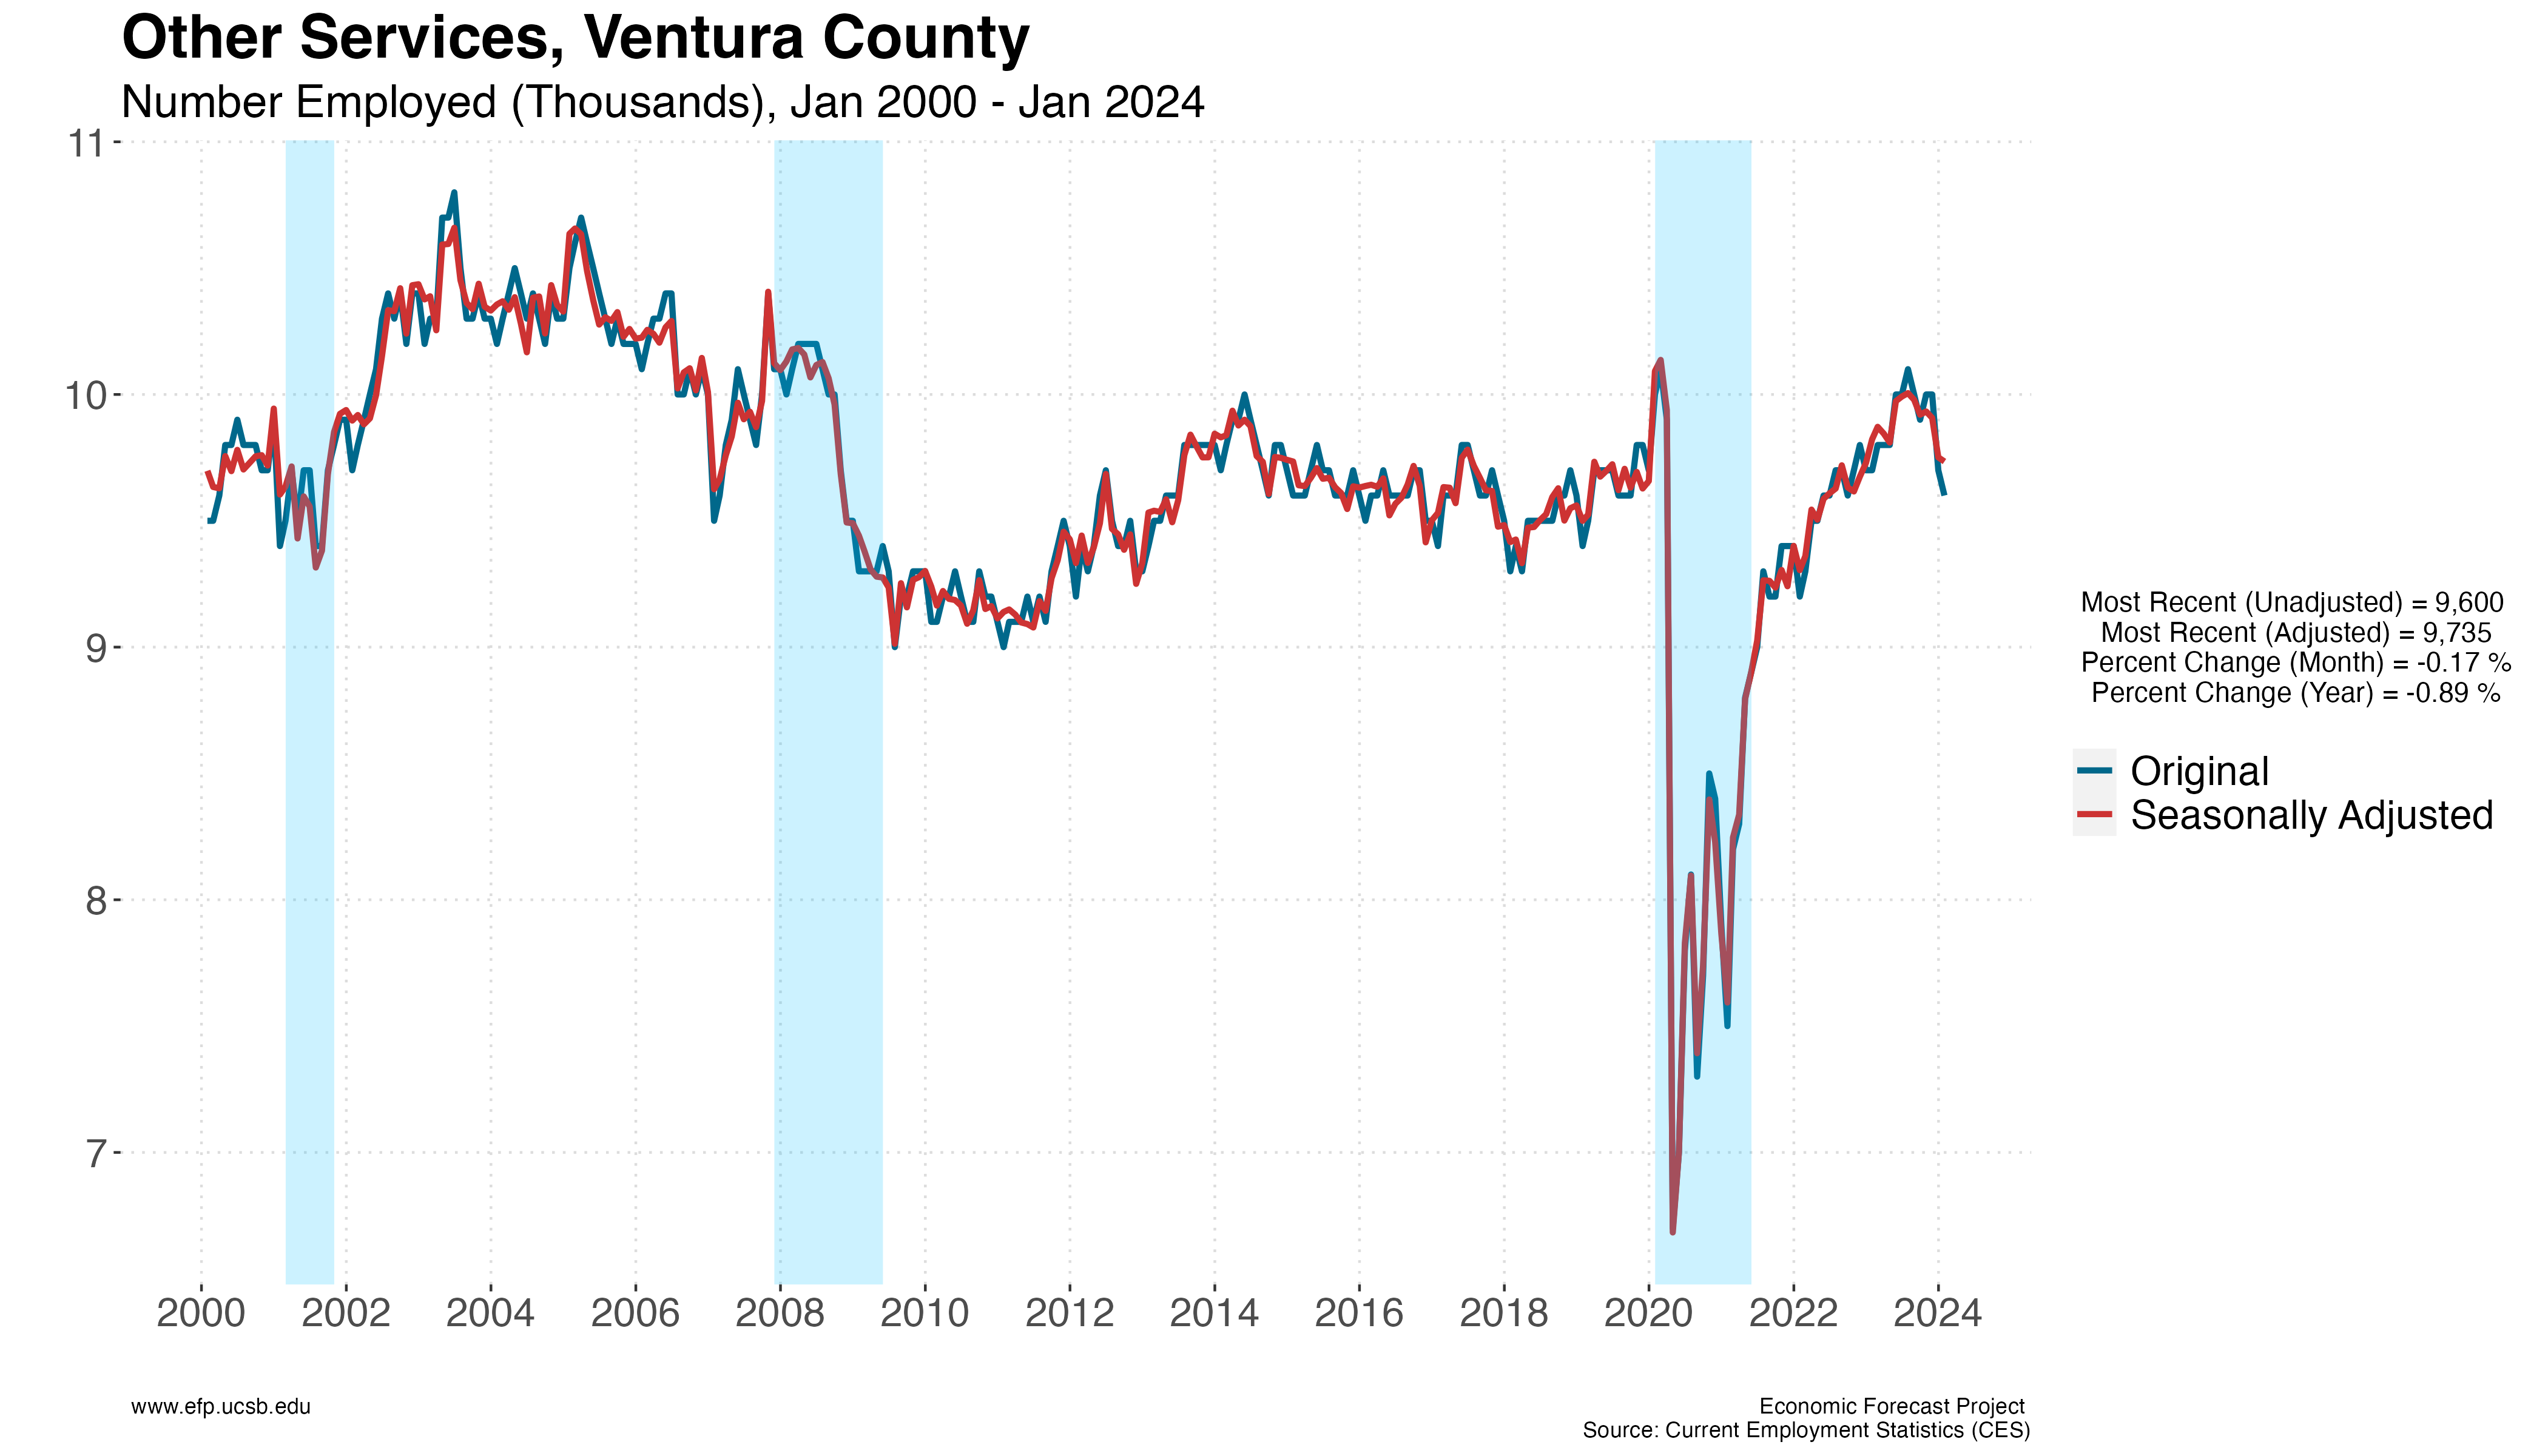 Other Services, Ventura County
Number Employed (Thousands), Jan 2000 - Jan 2024
11
10
9
8
7
2000 2002 2004 2006 2008 2010 2012 2014 2016 2018 2020 2022 2024
Most Recent (Unadjusted) = 9,600
Most Recent (Adjusted) = 9,735
Percent Change (Month) = -0.17 %
Percent Change (Year) = -0.89 %
Original
Seasonally Adjusted
www.efp.ucsb.edu
Economic Forecast Project
Source: Current Employment Statistics (CES)